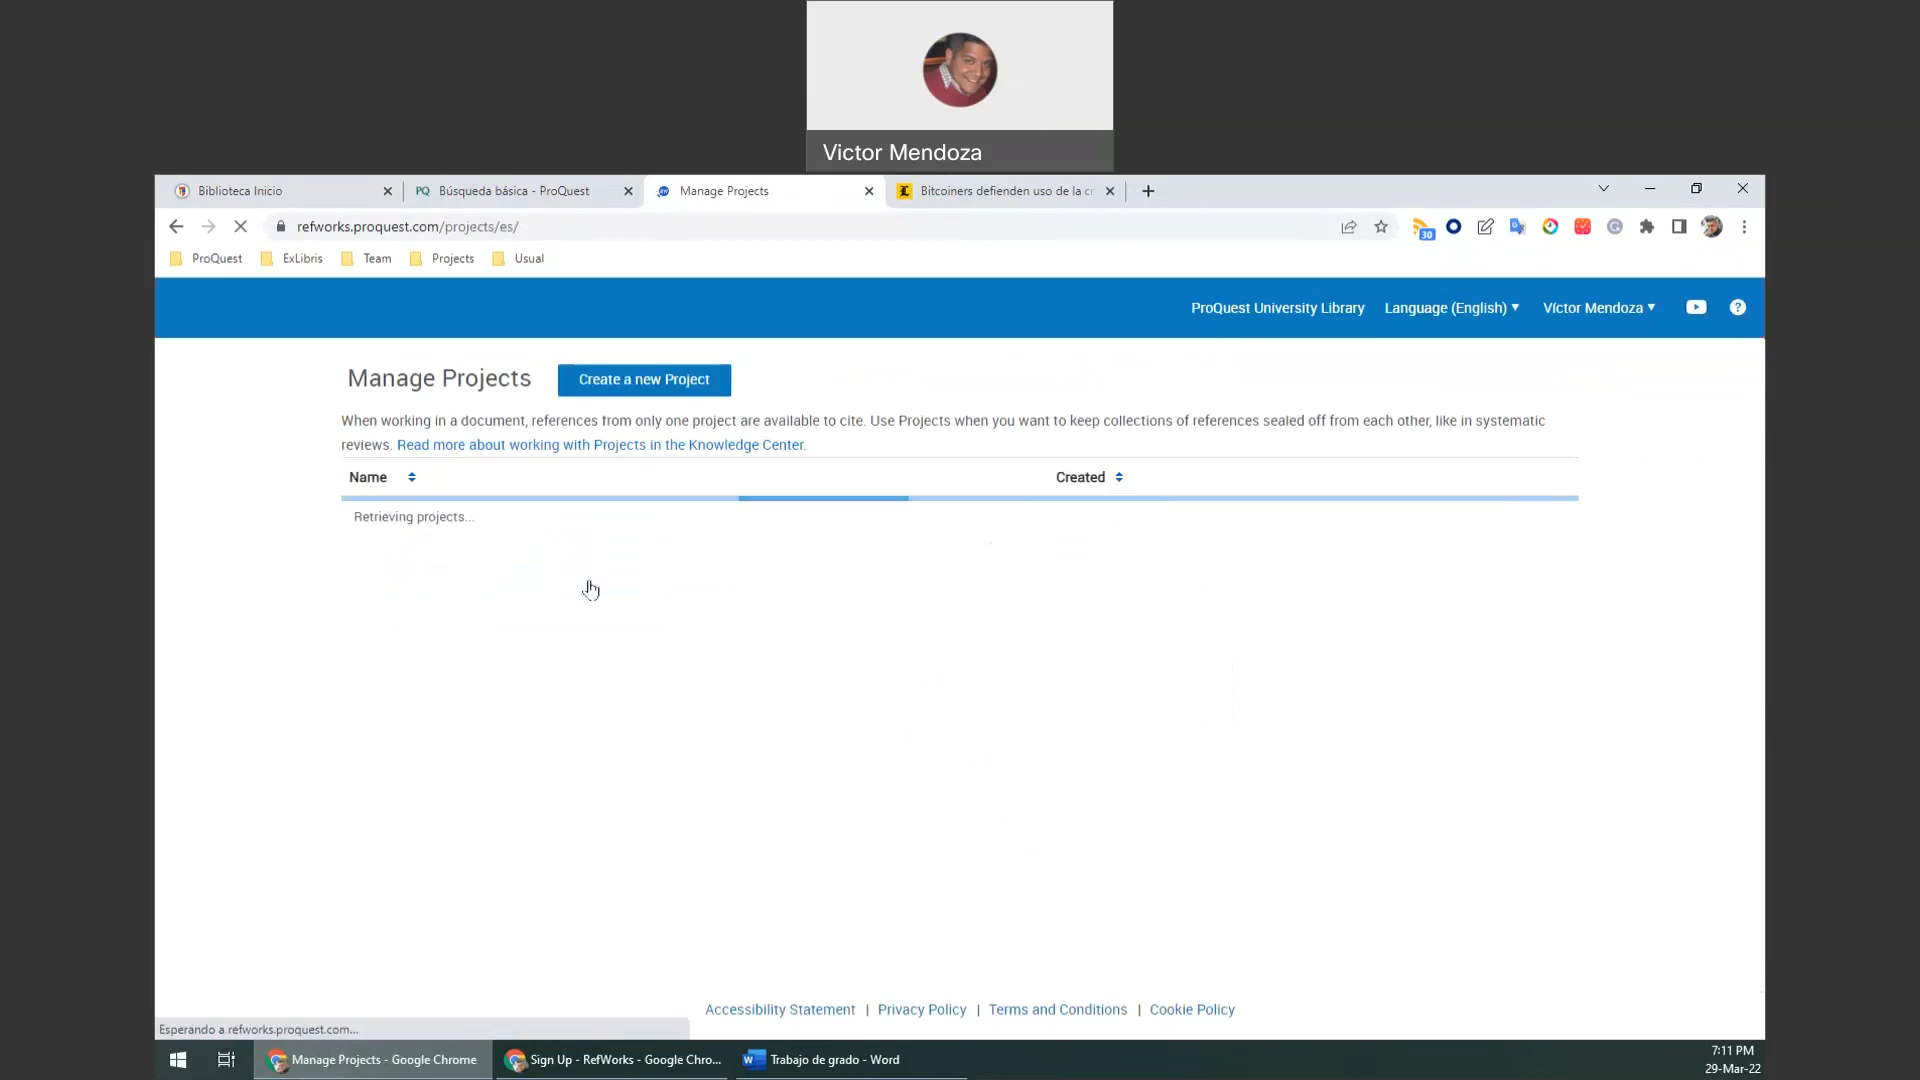 Victor Mendoza
Biblioteca Inicio
PQ Búsqueda básica - ProQuest
Manage Projects
Bitcoiners defienden uso de la cr
refworks.proquest.com/projects/es/
30
ProQuest ExLibris Team Projects Usual
ProQuest University Library Language (English) Víctor Mendoza
Manage Projects Create a new Project
When working in a document, references from only one project are available to cite. Use Projects when you want to keep collections of references sealed off from each other, like in systematic
reviews. Read more about working with Projects in the Knowledge Center.
Name Created
Retrieving projects...
Accessibility Statement | Privacy Policy | Terms and Conditions | Cookie Policy
Esperando a refworks.proquest.com...
Manage Projects - Google Chrome
Sign Up - RefWorks - Google Chro...
Trabajo de grado - Word
7:11 PM
29-Mar-22